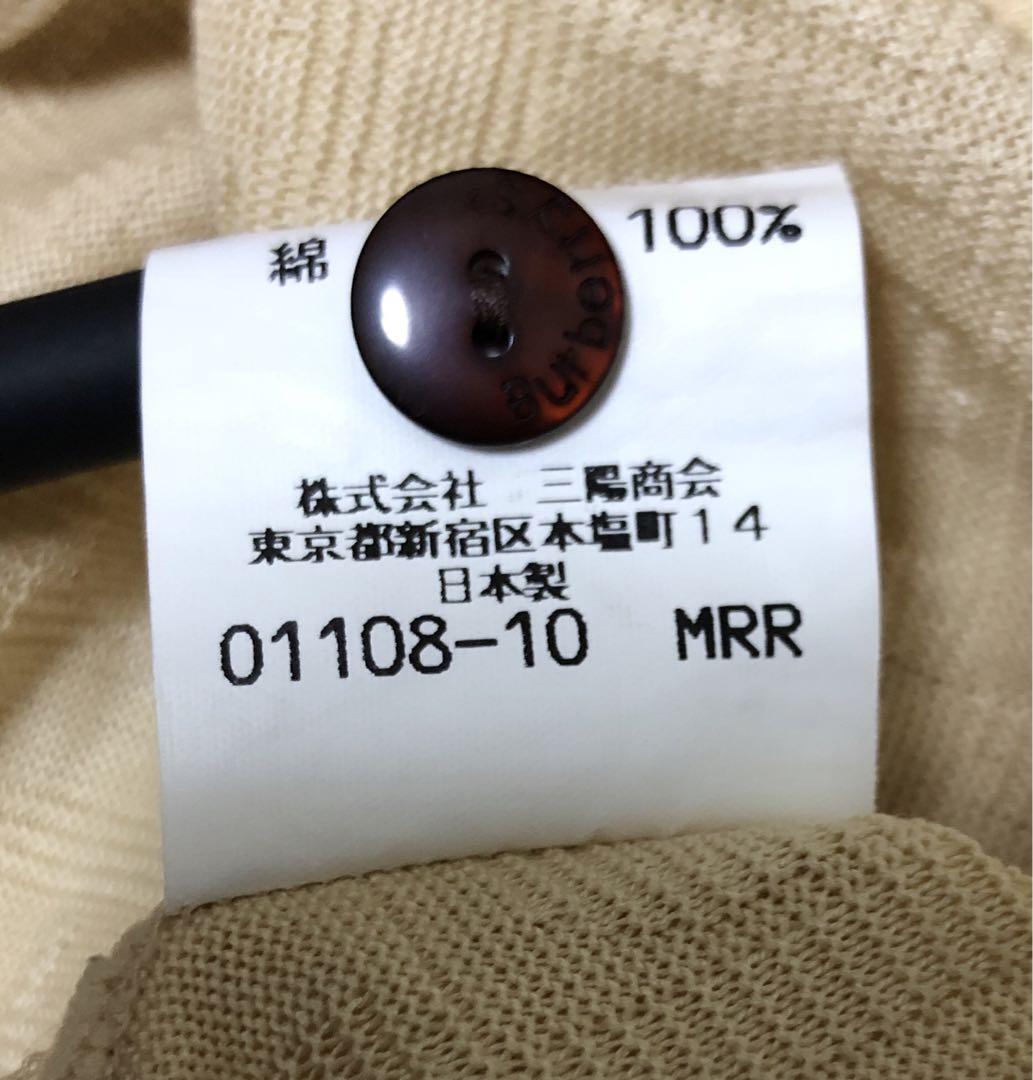 綿 100%
Burberrys
株式会社 三陽商会
東京都新宿区本塩町14
日本製
01108-10 MRR